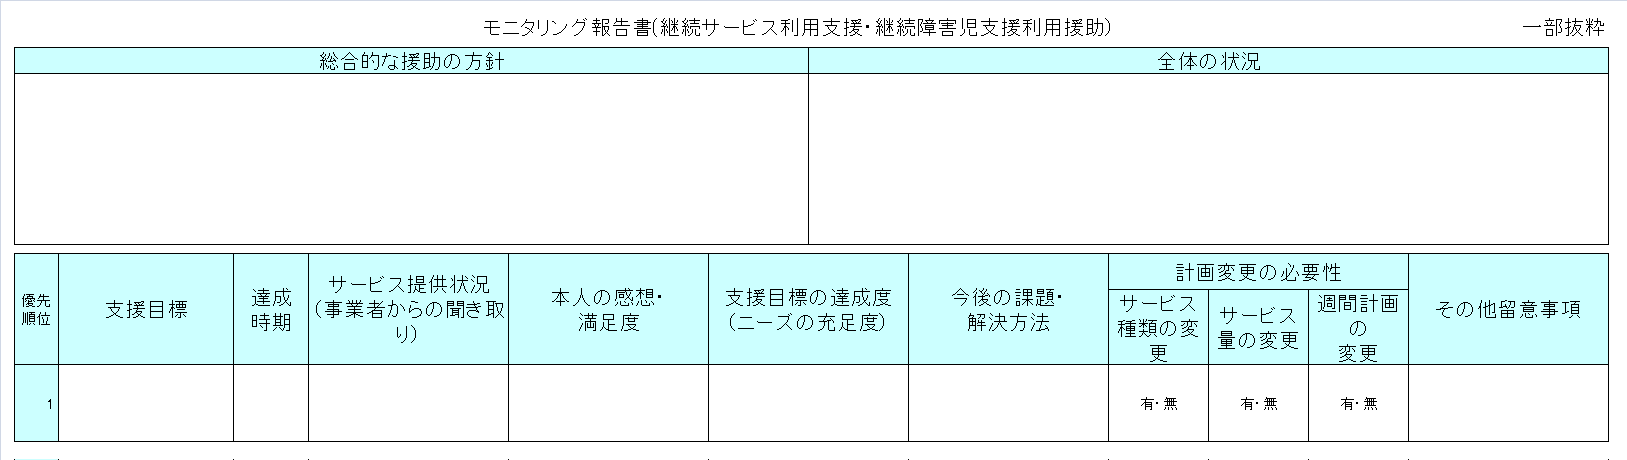 モニタリング報告書(継続サービス利用支援・継続障害児支援利用援助)
一部抜粋
総合的な援助の方針
全体の状況
優先
順位
支援目標
達成
時期
サービス提供状況
(事業者からの聞き取
り)
本人の感想・
満足度
支援目標の達成度
(ニーズの充足度)
今後の課題・
解決方法
計画変更の必要性
サービス
種類の変
更
サービス
量の変更
週間計画
の
変更
その他留意事項
1
有・無
有・無
有・無